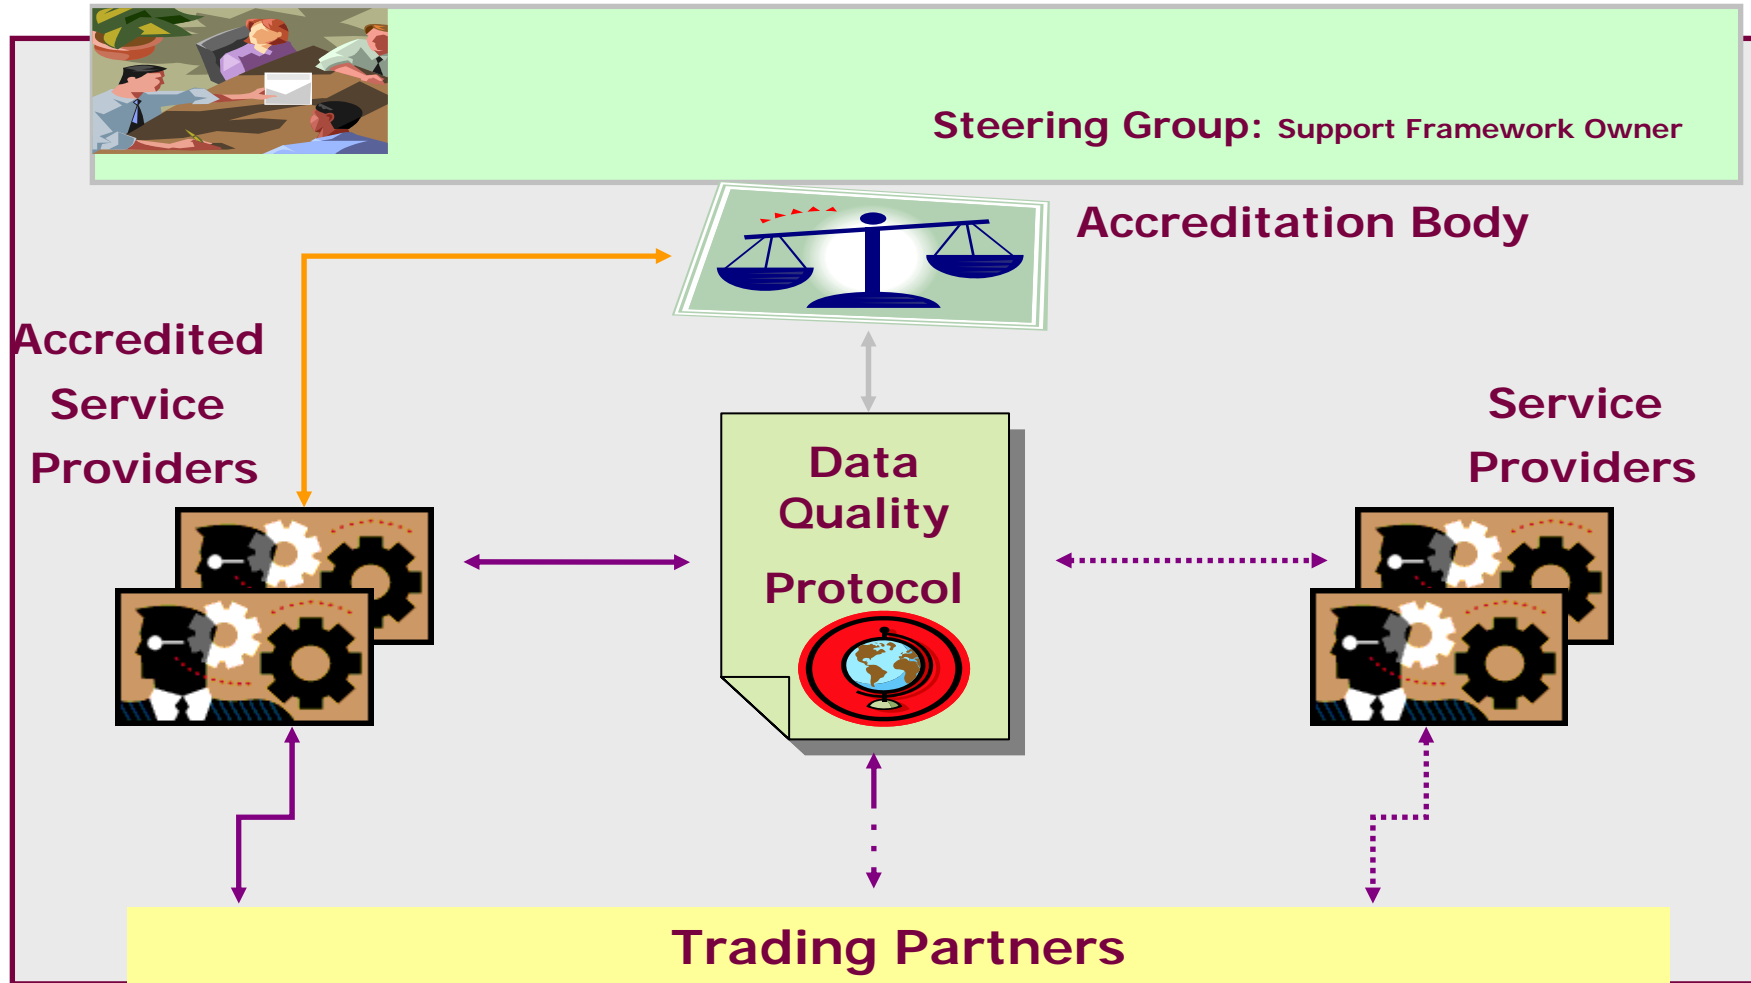 Steering Group: Support Framework Owner
Accreditation Body
Accredited
Service
Providers
Data
Quality
Protocol
Service
Providers
Trading Partners